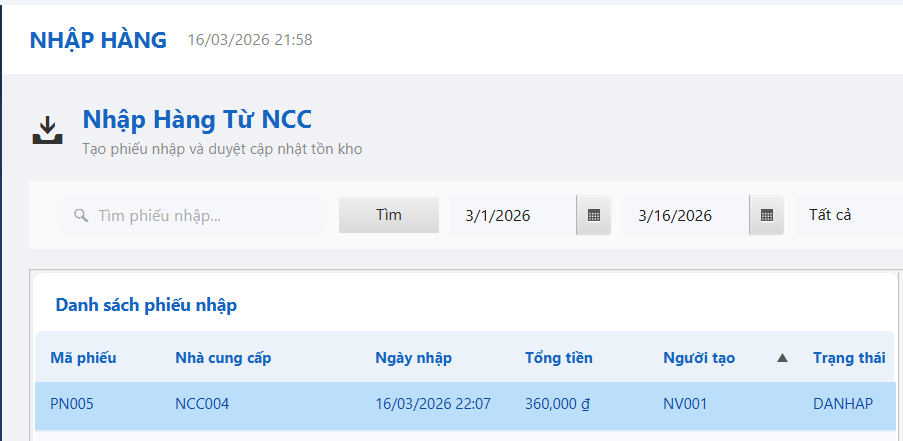 NHẬP HÀNG 16/03/2026 21:58
Nhập Hàng Từ NCC
Tạo phiếu nhập và duyệt cập nhật tồn kho
Tìm phiếu nhập... Tìm 3/1/2026 3/16/2026 Tất cả
Danh sách phiếu nhập
Mã phiếu Nhà cung cấp Ngày nhập Tổng tiền Người tạo Trạng thái
PN005 NCC004 16/03/2026 22:07 360,000 ₫ NV001 DANHAP